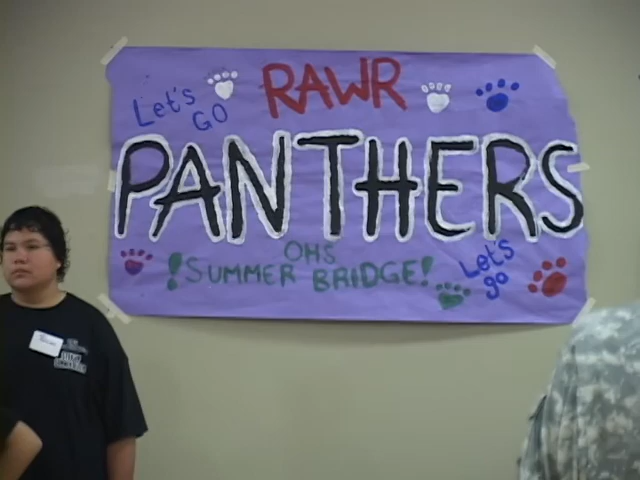 RAWR
Let's GO
PANTHERS
OHS
!SUMMER BRIDGE!
Let's go